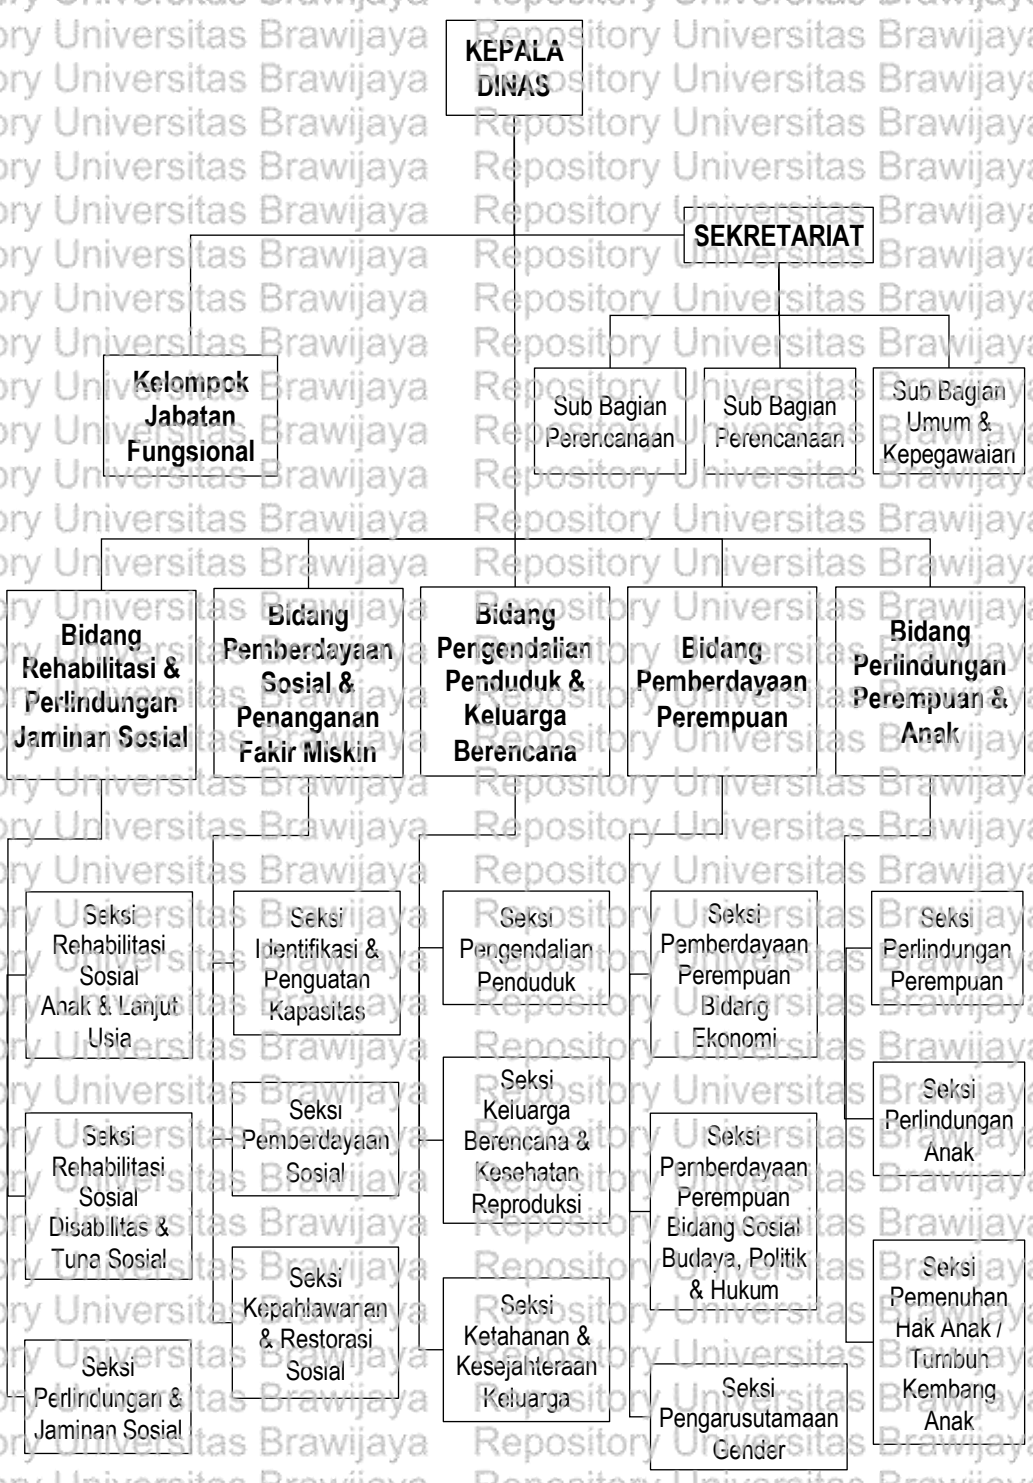 KEPALA
DINAS
SEKRETARIAT
Kelompok
Jabatan
Fungsional
Sub Bagian
Perencanaan
Sub Bagian
Perencanaan
Sub Bagian
Umum &
Kepegawaian
Bidang
Rehabilitasi &
Perlindungan
Jaminan Sosial
Bidang
Pemberdayaan
Sosial &
Penanganan
Fakir Miskin
Bidang
Pengendalian
Penduduk &
Keluarga
Berencana
Bidang
Pemberdayaan
Perempuan
Bidang
Perlindungan
Perempuan &
Anak
Seksi
Rehabilitasi
Sosial
Anak & Lanjut
Usia
Seksi
Rehabilitasi
Sosial
Disabilitas &
Tuna Sosial
Seksi
Perlindungan &
Jaminan Sosial
Seksi
Identifikasi &
Penguatan
Kapasitas
Seksi
Pemberdayaan
Sosial
Seksi
Kepahlawanan
& Restorasi
Sosial
Seksi
Pengendalian
Penduduk
Seksi
Keluarga
Berencana &
Kesehatan
Reproduksi
Seksi
Ketahanan &
Kesejahteraan
Keluarga
Seksi
Pemberdayaan
Perempuan
Bidang
Ekonomi
Seksi
Pemberdayaan
Perempuan
Bidang Sosial
Budaya, Politik
& Hukum
Seksi
Pengarusutamaan
Gender
Seksi
Perlindungan
Perempuan
Seksi
Perlindungan
Anak
Seksi
Pemenuhan
Hak Anak /
Tumbuh
Kembang
Anak
Repository Universitas Brawijaya